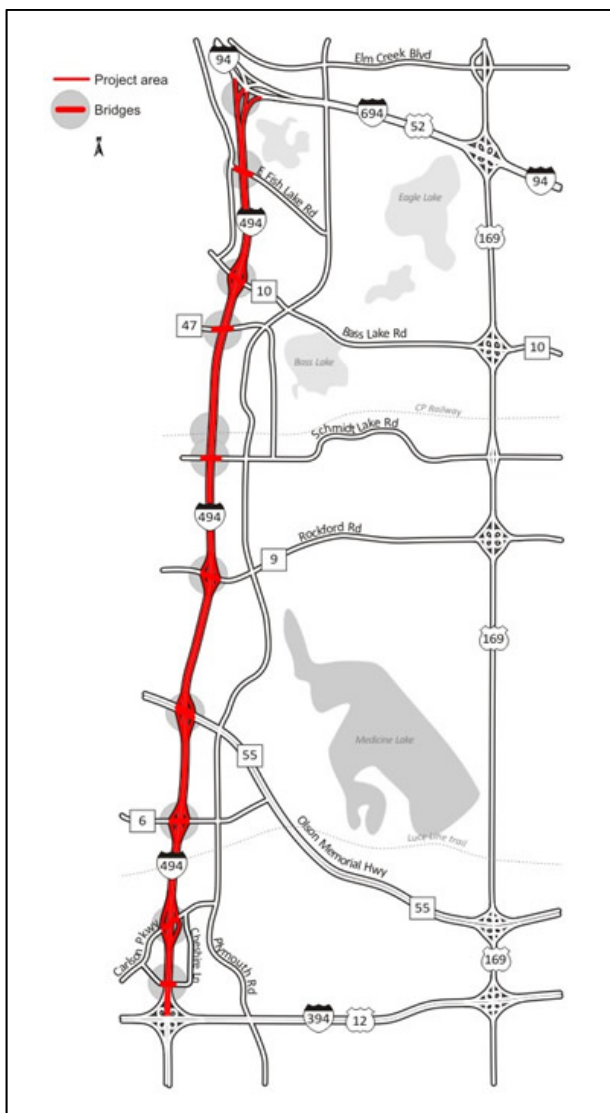 Elm Creek Blvd
94
Project area
Bridges
N
694
52
94
E Fish Lake Rd
Eagle Lake
494
169
10
47
Bass Lake Rd
10
Bass Lake
CP Railway
Schmidt Lake Rd
494
Rockford Rd
9
169
55
Medicine Lake
6
Olson Memorial Hwy
Luce Line trail
494
55
Carlson Pkwy
Cheshire Ln
Plymouth Rd
169
394
12